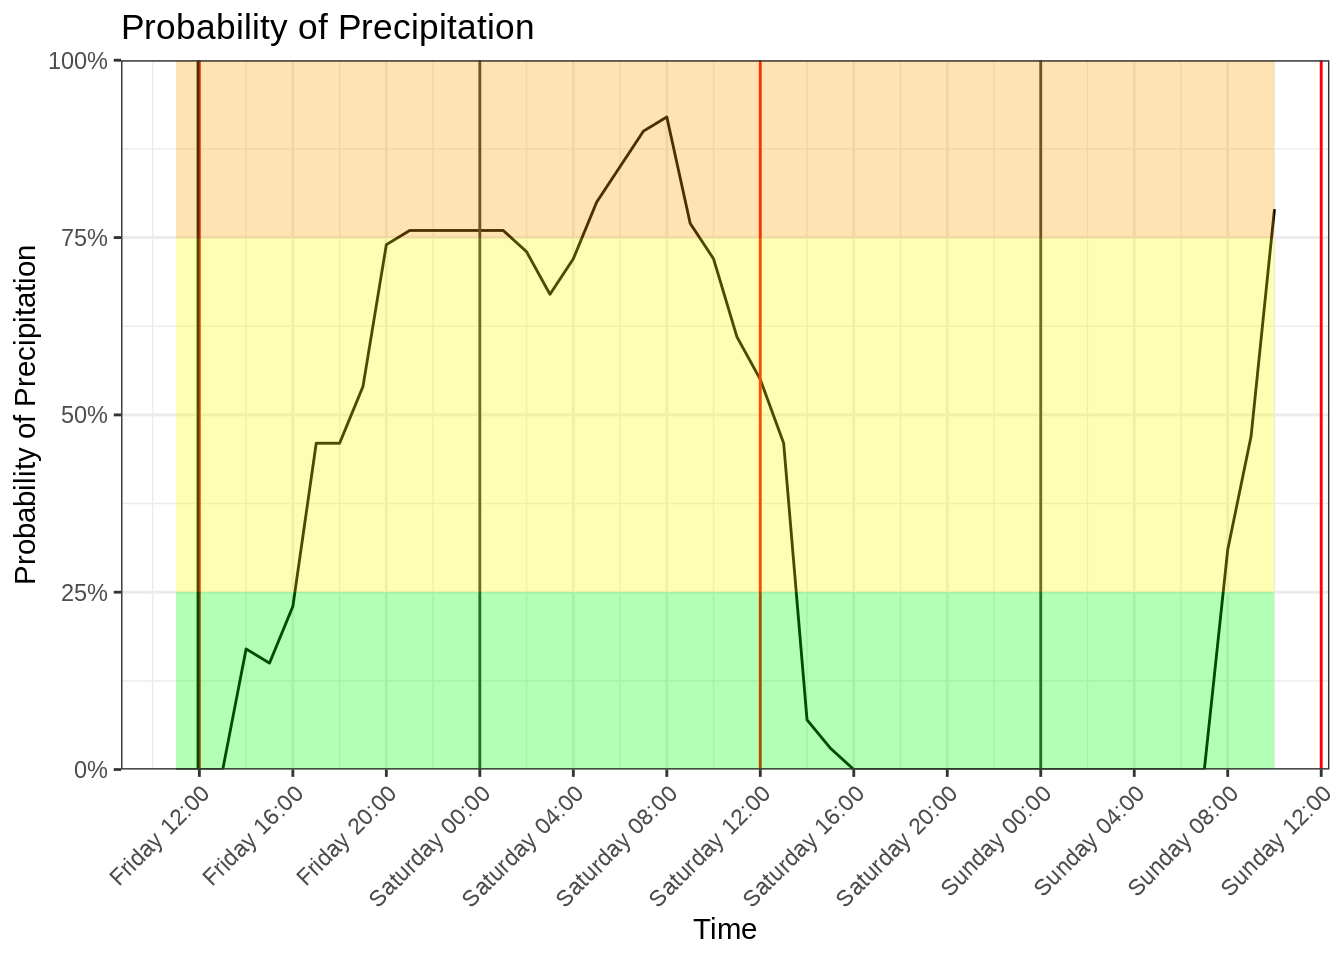 Probability of Precipitation
Probability of Precipitation
100%
75%
50%
25%
0%
Friday 12:00
Friday 16:00
Friday 20:00
Saturday 00:00
Saturday 04:00
Saturday 08:00
Saturday 12:00
Saturday 16:00
Saturday 20:00
Sunday 00:00
Sunday 04:00
Sunday 08:00
Sunday 12:00
Time